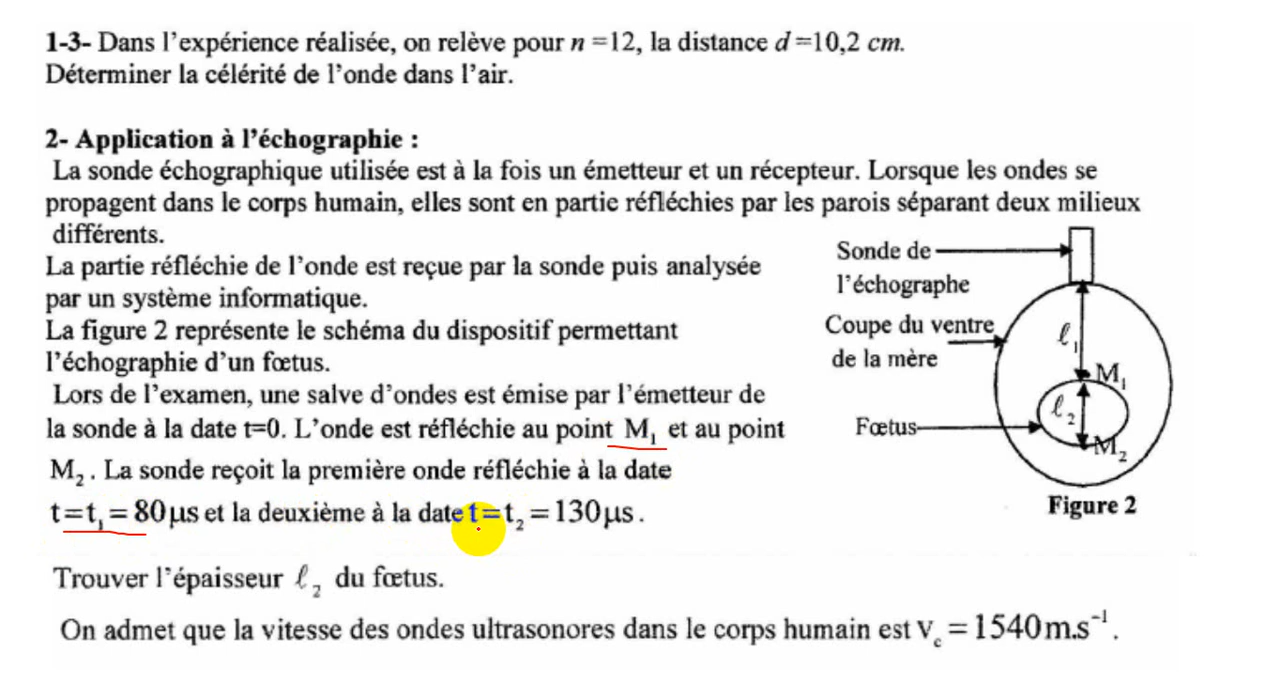 1-3- Dans l'expérience réalisée, on relève pour n =12, la distance d =10,2 cm.
Déterminer la célérité de l'onde dans l'air.
2- Application à l'échographie :
La sonde échographique utilisée est à la fois un émetteur et un récepteur. Lorsque les ondes se
propagent dans le corps humain, elles sont en partie réfléchies par les parois séparant deux milieux
différents.
La partie réfléchie de l'onde est reçue par la sonde puis analysée
par un système informatique.
La figure 2 représente le schéma du dispositif permettant
l'échographie d'un fœtus.
Lors de l'examen, une salve d'ondes est émise par l'émetteur de
la sonde à la date t=0. L'onde est réfléchie au point M₁ et au point
M₂. La sonde reçoit la première onde réfléchie à la date
t=t₁ = 80µs et la deuxième à la date t=t₂ = 130µs.
Sonde de
l'échographe
Coupe du ventre
de la mère
Fœtus
ℓ₁
M₁
ℓ₂
M₂
Figure 2
Trouver l'épaisseur ℓ₂ du fœtus.
On admet que la vitesse des ondes ultrasonores dans le corps humain est v꜀ = 1540m.s⁻¹.